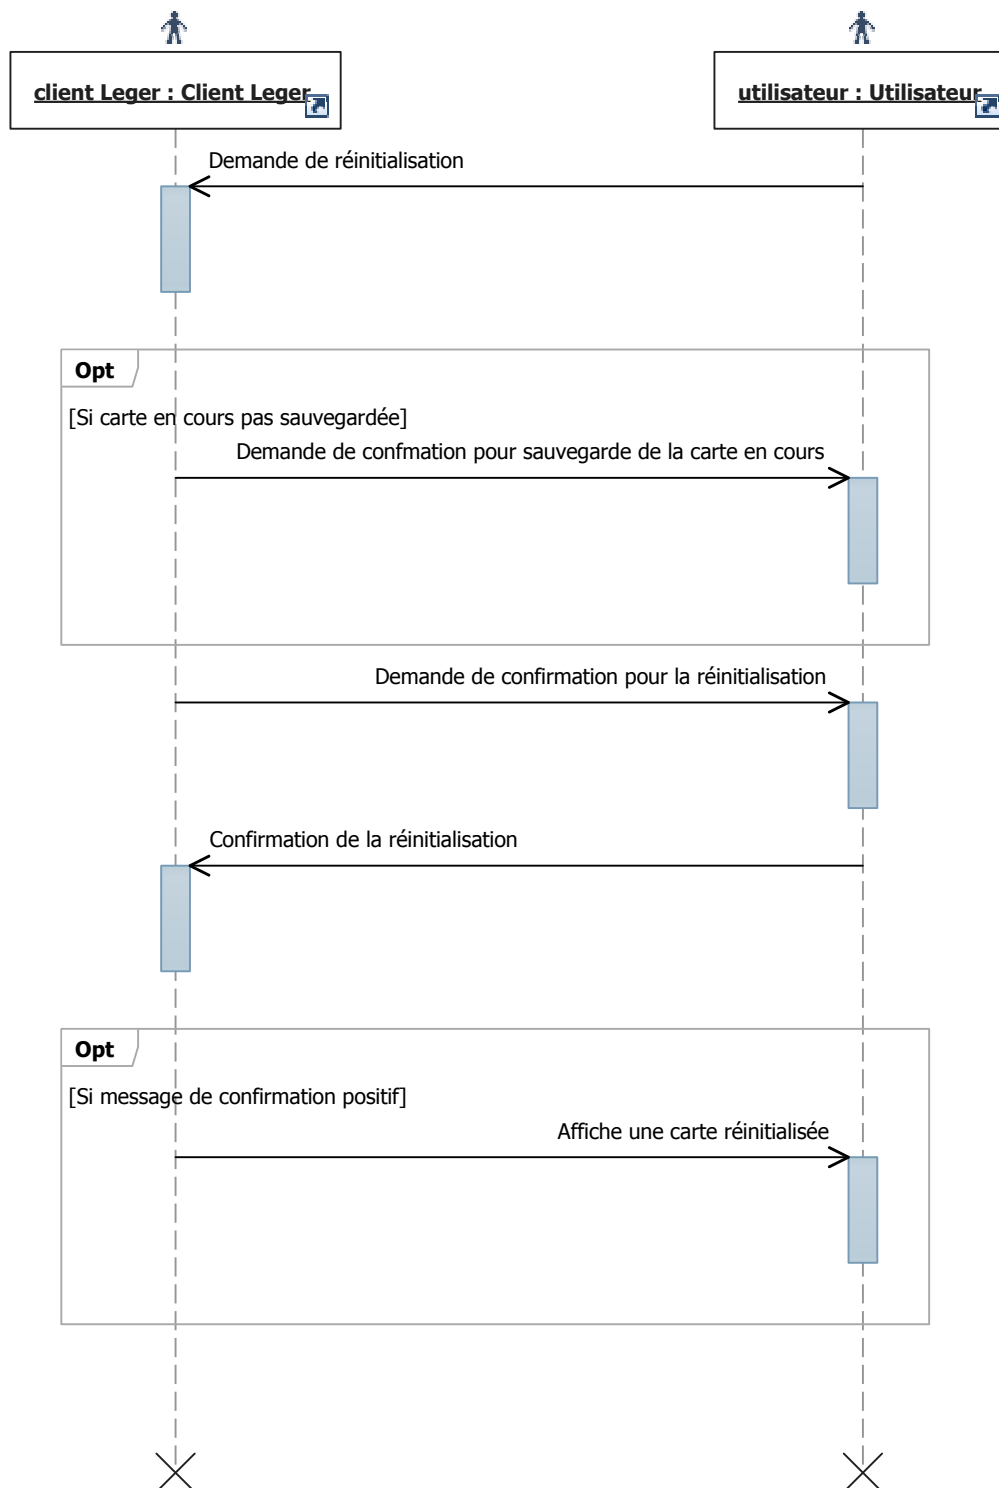 client Leger : Client Leger
utilisateur : Utilisateur
Demande de réinitialisation
Opt
[Si carte en cours pas sauvegardée]
Demande de confmation pour sauvegarde de la carte en cours
Demande de confirmation pour la réinitialisation
Confirmation de la réinitialisation
Opt
[Si message de confirmation positif]
Affiche une carte réinitialisée